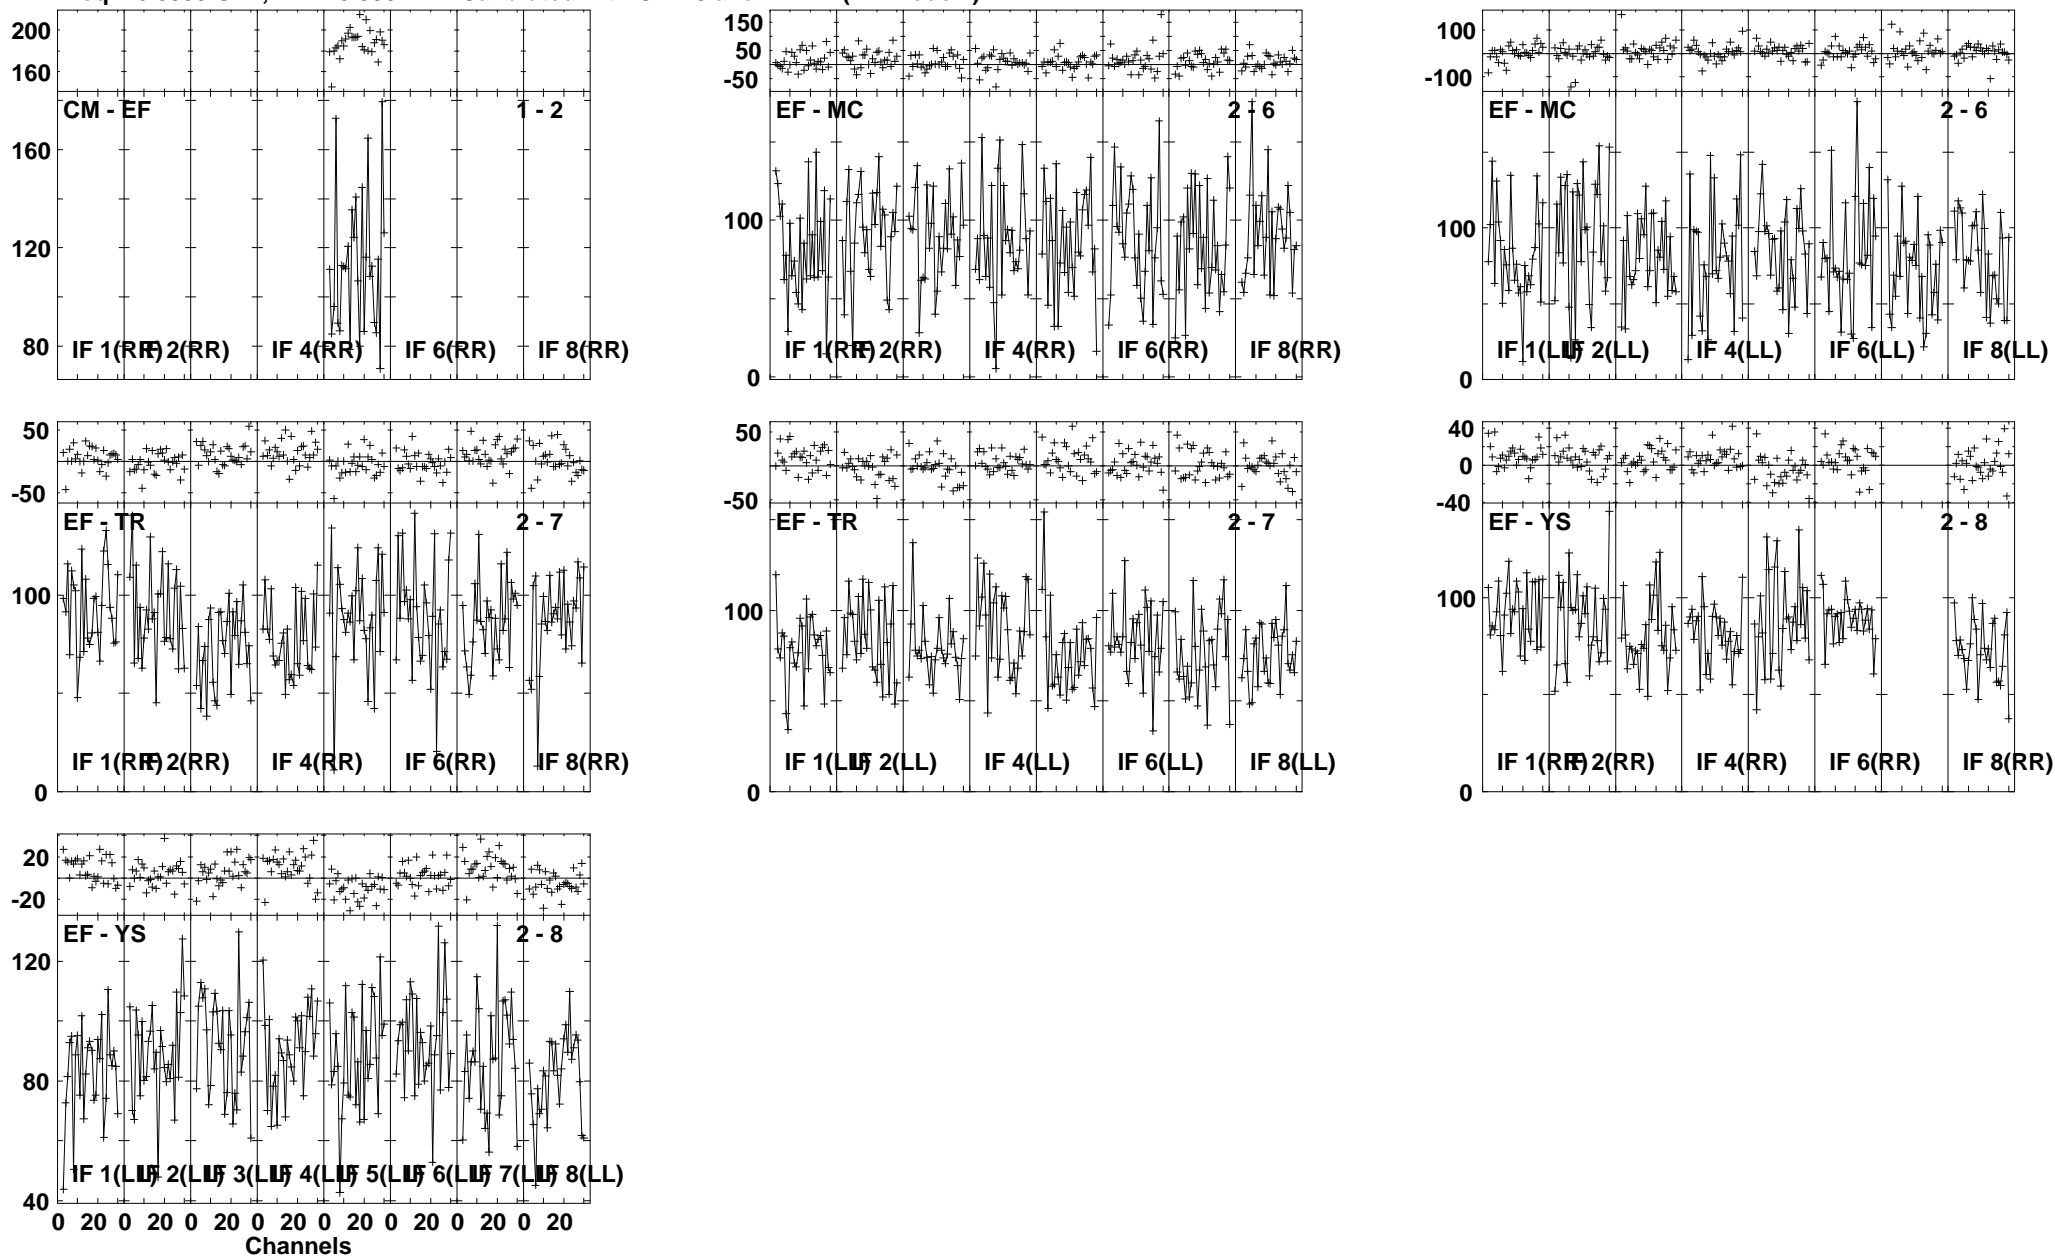 200
160
CM - EF
1 - 2
160
120
80
IF 1(RR)
IF 2(RR)
IF 4(RR)
IF 6(RR)
IF 8(RR)
150
50
-50
EF - MC
2 - 6
100
0
IF 1(RR)
IF 2(RR)
IF 4(RR)
IF 6(RR)
IF 8(RR)
100
-100
EF - MC
2 - 6
100
0
IF 1(LL)
IF 2(LL)
IF 4(LL)
IF 6(LL)
IF 8(LL)
50
-50
EF - TR
2 - 7
100
0
IF 1(RR)
IF 2(RR)
IF 4(RR)
IF 6(RR)
IF 8(RR)
50
-50
EF - TR
2 - 7
100
0
IF 1(LL)
IF 2(LL)
IF 4(LL)
IF 6(LL)
IF 8(LL)
40
0
-40
EF - YS
2 - 8
100
0
IF 1(RR)
IF 2(RR)
IF 4(RR)
IF 6(RR)
IF 8(RR)
20
-20
EF - YS
2 - 8
120
80
40
IF 1(LL)
IF 2(LL)
IF 3(LL)
IF 4(LL)
IF 5(LL)
IF 6(LL)
IF 7(LL)
IF 8(LL)
0 20 0 20 0 20 0 20 0 20 0 20 0 20 0 20
Channels